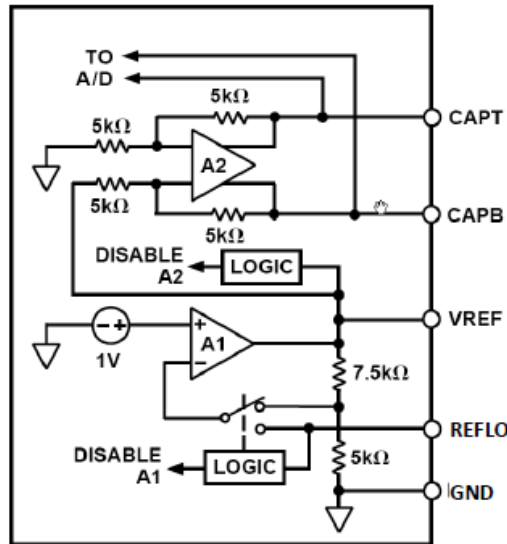 TO
A/D
5kΩ
CAPT
5kΩ
A2
5kΩ
5kΩ
CAPB
DISABLE
A2
LOGIC
VREF
1V
A1
7.5kΩ
REFLO
DISABLE
A1
LOGIC
5kΩ
GND